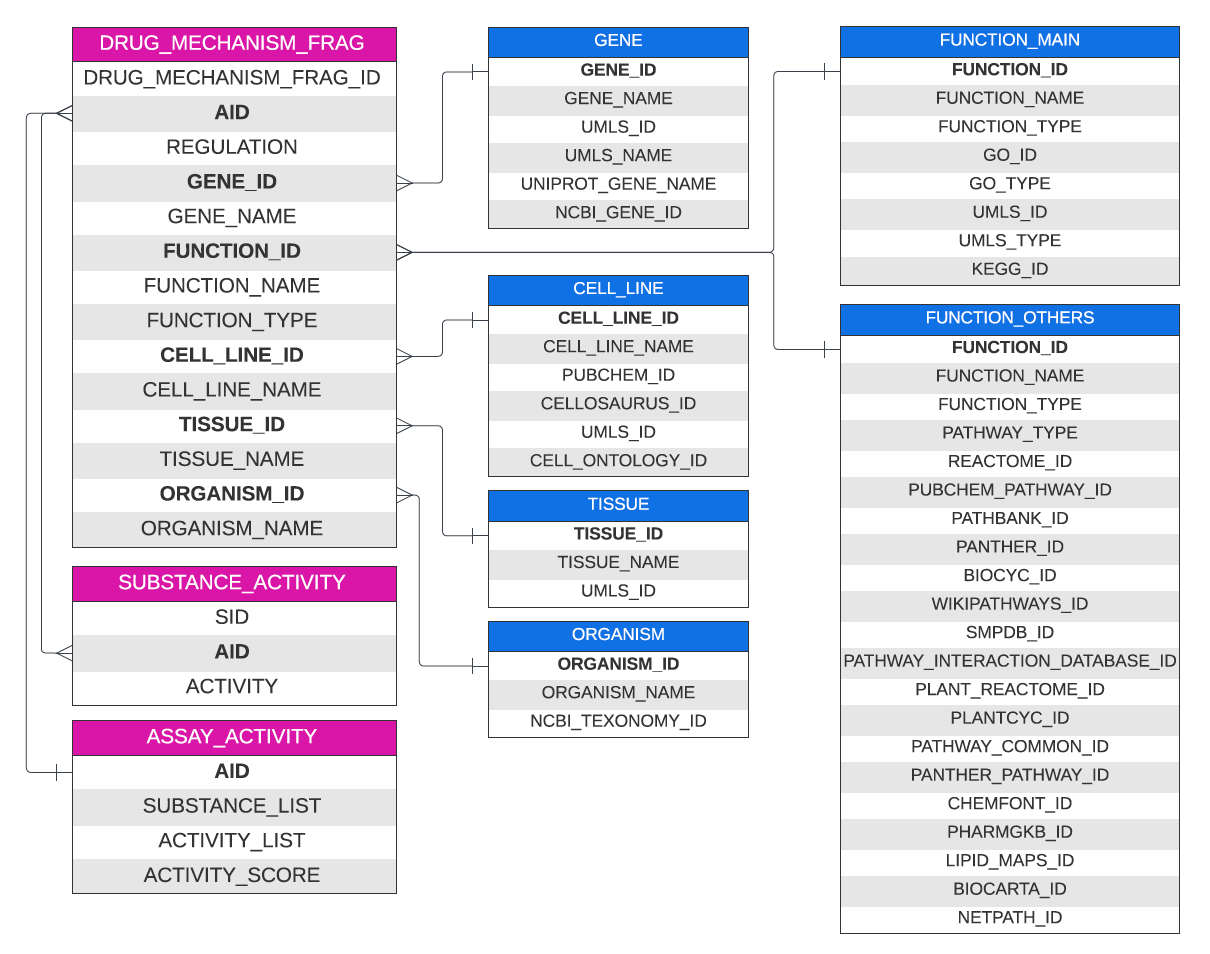 DRUG_MECHANISM_FRAG
DRUG_MECHANISM_FRAG_ID
AID
REGULATION
GENE_ID
GENE_NAME
FUNCTION_ID
FUNCTION_NAME
FUNCTION_TYPE
CELL_LINE_ID
CELL_LINE_NAME
TISSUE_ID
TISSUE_NAME
ORGANISM_ID
ORGANISM_NAME
SUBSTANCE_ACTIVITY
SID
AID
ACTIVITY
ASSAY_ACTIVITY
AID
SUBSTANCE_LIST
ACTIVITY_LIST
ACTIVITY_SCORE
GENE
GENE_ID
GENE_NAME
UMLS_ID
UMLS_NAME
UNIPROT_GENE_NAME
NCBI_GENE_ID
CELL_LINE
CELL_LINE_ID
CELL_LINE_NAME
PUBCHEM_ID
CELLOSAURUS_ID
UMLS_ID
CELL_ONTOLOGY_ID
TISSUE
TISSUE_ID
TISSUE_NAME
UMLS_ID
ORGANISM
ORGANISM_ID
ORGANISM_NAME
NCBI_TEXONOMY_ID
FUNCTION_MAIN
FUNCTION_ID
FUNCTION_NAME
FUNCTION_TYPE
GO_ID
GO_TYPE
UMLS_ID
UMLS_TYPE
KEGG_ID
FUNCTION_OTHERS
FUNCTION_ID
FUNCTION_NAME
FUNCTION_TYPE
PATHWAY_TYPE
REACTOME_ID
PUBCHEM_PATHWAY_ID
PATHBANK_ID
PANTHER_ID
BIOCYC_ID
WIKIPATHWAYS_ID
SMPDB_ID
PATHWAY_INTERACTION_DATABASE_ID
PLANT_REACTOME_ID
PLANTCYC_ID
PATHWAY_COMMON_ID
PANTHER_PATHWAY_ID
CHEMFONT_ID
PHARMGKB_ID
LIPID_MAPS_ID
BIOCARTA_ID
NETPATH_ID